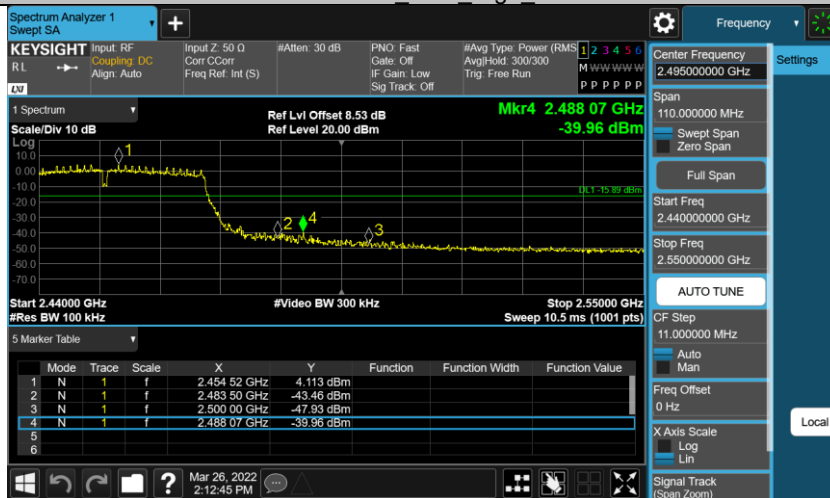 Spectrum Analyzer 1
Swept SA
+
Frequency
KEYSIGHT
RL
LXI
Input: RF
Coupling: DC
Align: Auto
Input Z: 50 Ω
Corr CCorr
Freq Ref: Int (S)
#Atten: 30 dB
PNO: Fast
Gate: Off
IF Gain: Low
Sig Track: Off
#Avg Type: Power (RMS
Avg|Hold: 300/300
Trig: Free Run
1 2 3 4 5 6
M W W W W W
P P P P P P
1 Spectrum
Scale/Div 10 dB
Log
Ref Lvl Offset 8.53 dB
Ref Level 20.00 dBm
Mkr4 2.488 07 GHz
-39.96 dBm
10.0
0.00
-10.0
-20.0
-30.0
-40.0
-50.0
-60.0
-70.0
1
2
4
3
DL1 -15.89 dBm
Start 2.44000 GHz
#Res BW 100 kHz
#Video BW 300 kHz
Stop 2.55000 GHz
Sweep 10.5 ms (1001 pts)
5 Marker Table
Mode Trace Scale X Y Function Function Width Function Value
1 N 1 f 2.454 52 GHz 4.113 dBm
2 N 1 f 2.483 50 GHz -43.46 dBm
3 N 1 f 2.500 00 GHz -47.93 dBm
4 N 1 f 2.488 07 GHz -39.96 dBm
5
6
?
Mar 26, 2022
2:12:45 PM
Center Frequency
2.495000000 GHz
Span
110.000000 MHz
Swept Span
Zero Span
Full Span
Start Freq
2.440000000 GHz
Stop Freq
2.550000000 GHz
AUTO TUNE
CF Step
11.000000 MHz
Auto
Man
Freq Offset
0 Hz
X Axis Scale
Log
Lin
Signal Track
(Span Zoom)
Settings
Local